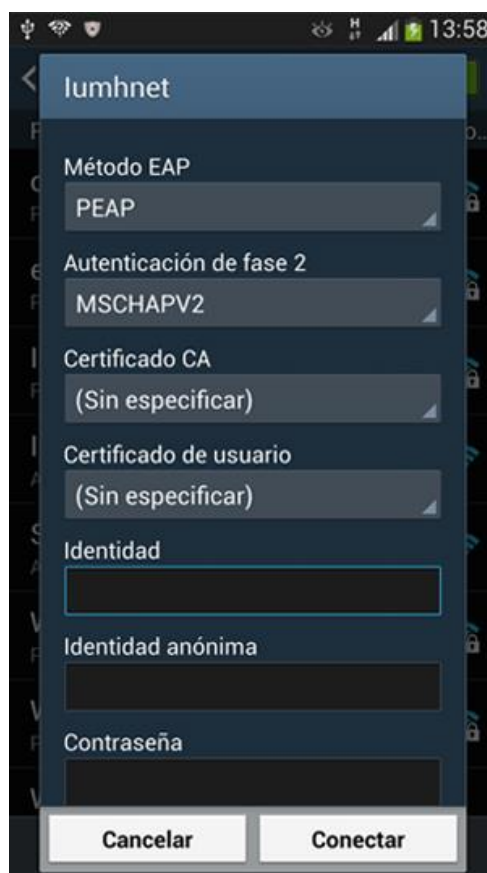 13:58
Iumhnet
Método EAP
PEAP
Autenticación de fase 2
MSCHAPV2
Certificado CA
(Sin especificar)
Certificado de usuario
(Sin especificar)
Identidad
Identidad anónima
Contraseña
Cancelar
Conectar